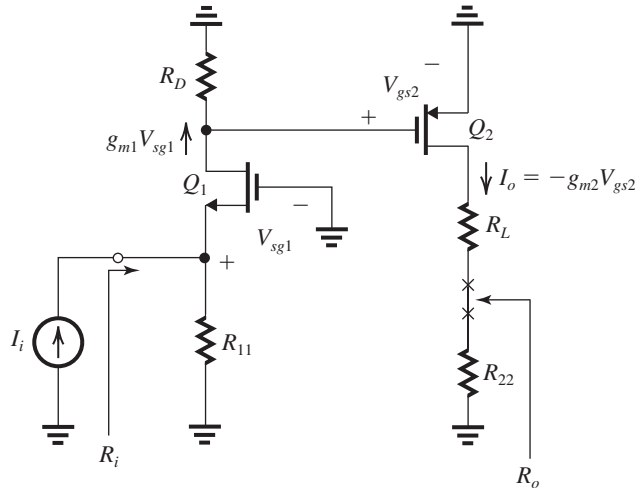 R_D
V_{gs2}
−
+
Q_2
g_{m1}V_{sg1}
Q_1
−
I_o = −g_{m2}V_{gs2}
R_L
V_{sg1}
+
I_i
R_{11}
R_{22}
R_i
R_o